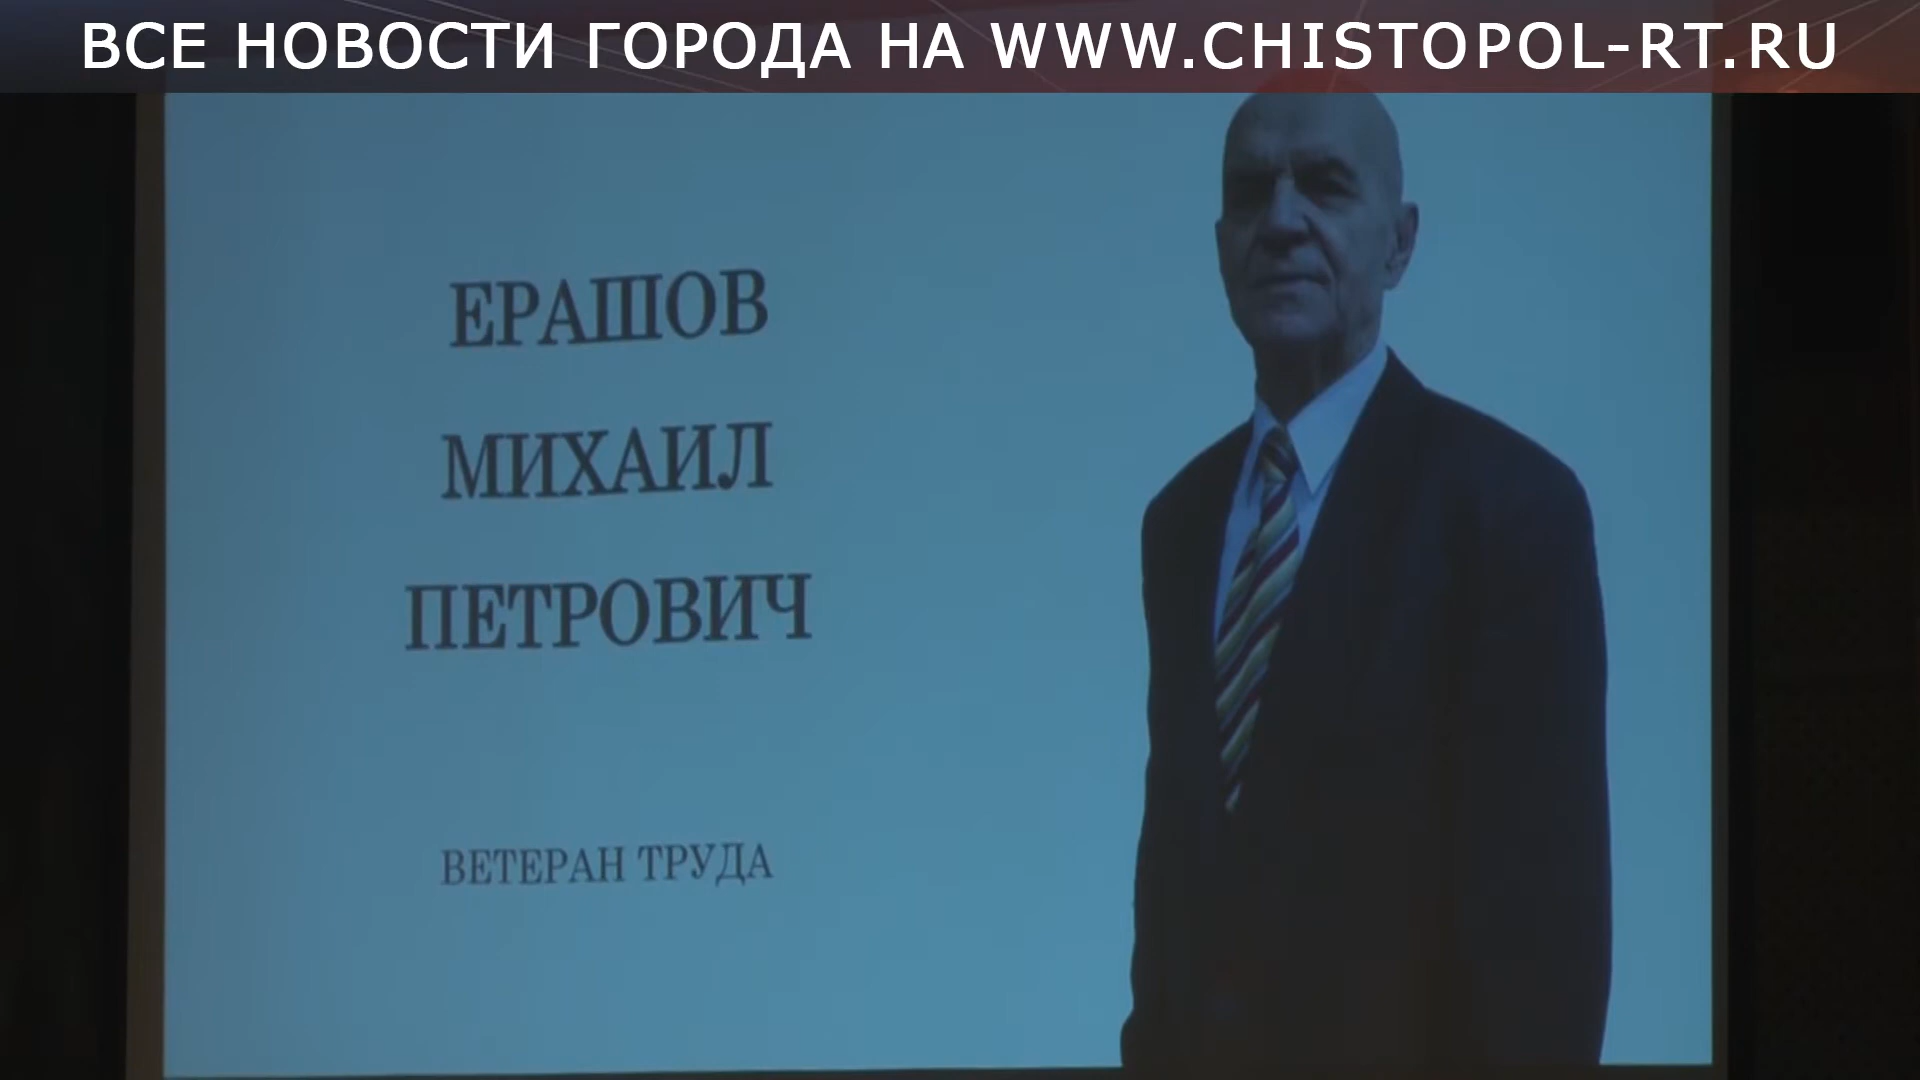 ВСЕ НОВОСТИ ГОРОДА НА WWW.CHISTOPOL-RT.RU
ЕРАШОВ
МИХАИЛ
ПЕТРОВИЧ
ВЕТЕРАН ТРУДА